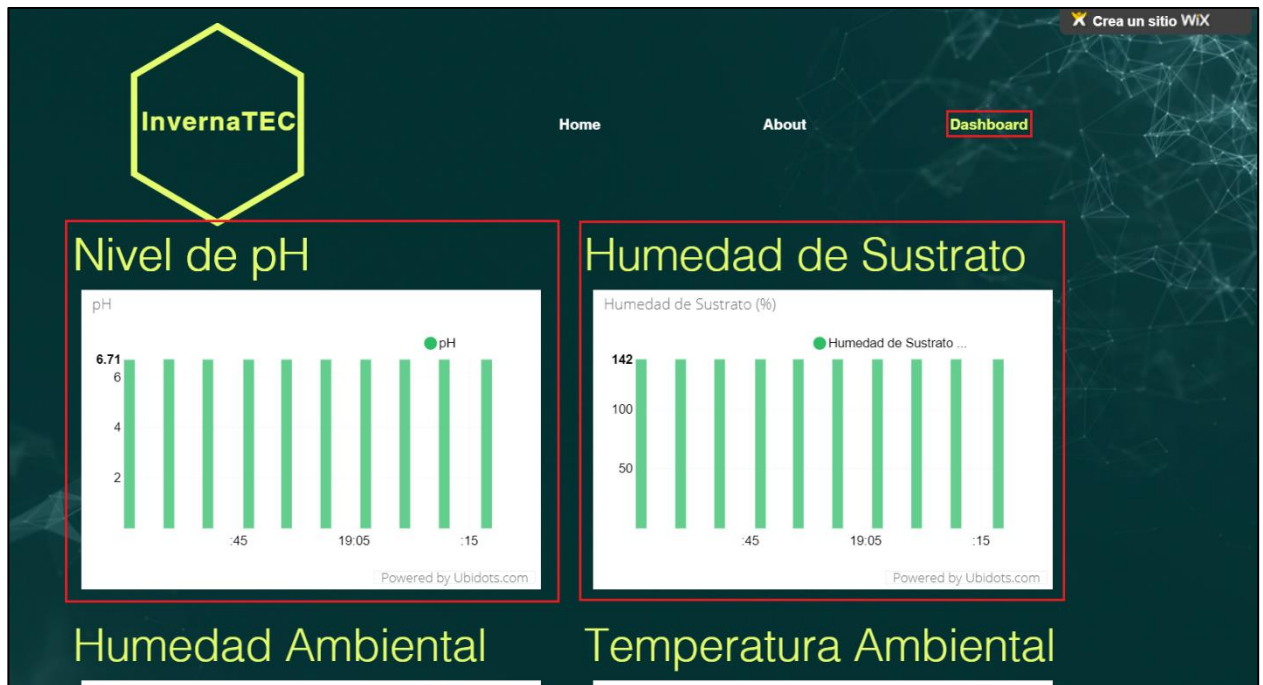 Crea un sitio WiX
InvernaTEC
Home About Dashboard
Nivel de pH
pH
pH
6.71
6
4
2
:45 19:05 :15
Powered by Ubidots.com
Humedad de Sustrato
Humedad de Sustrato (%)
Humedad de Sustrato ...
142
100
50
:45 19:05 :15
Powered by Ubidots.com
Humedad Ambiental
Temperatura Ambiental